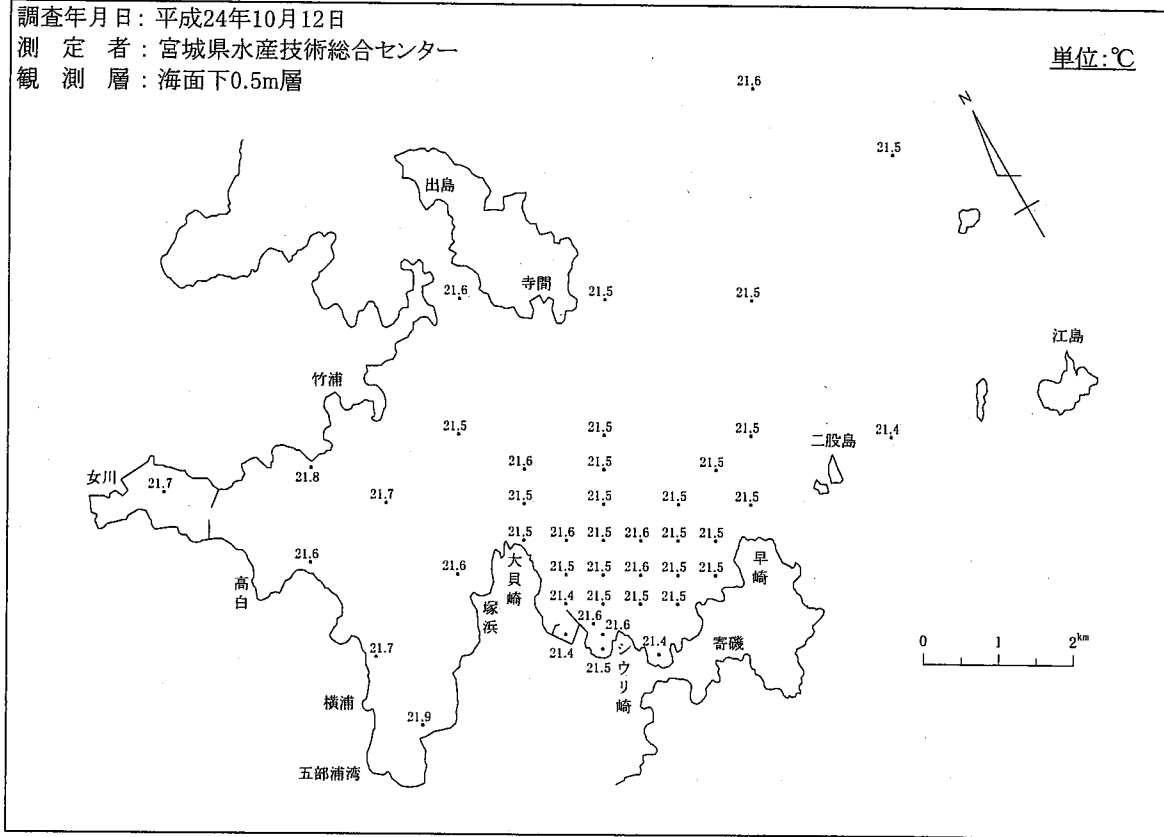 調査年月日：平成24年10月12日
測定者：宮城県水産技術総合センター
観測層：海面下0.5m層
単位：℃
21.6
N
21.5
出島
寺間
21.6
21.5
21.5
江島
竹浦
21.5
21.5
21.5
二股島
21.4
女川
21.7
21.8
21.6
21.5
21.5
21.7
21.5
21.5
21.5
21.5
21.5
21.6
21.5
21.6
21.5
21.5
高白
21.6
21.6
大貝崎
21.5
21.5
21.6
21.5
21.5
早崎
塚浜
21.4
21.5
21.5
21.5
21.6
21.6
21.4
21.4
21.5
シウリ崎
寄磯
0 1 2km
21.7
横浦
21.9
五部浦湾